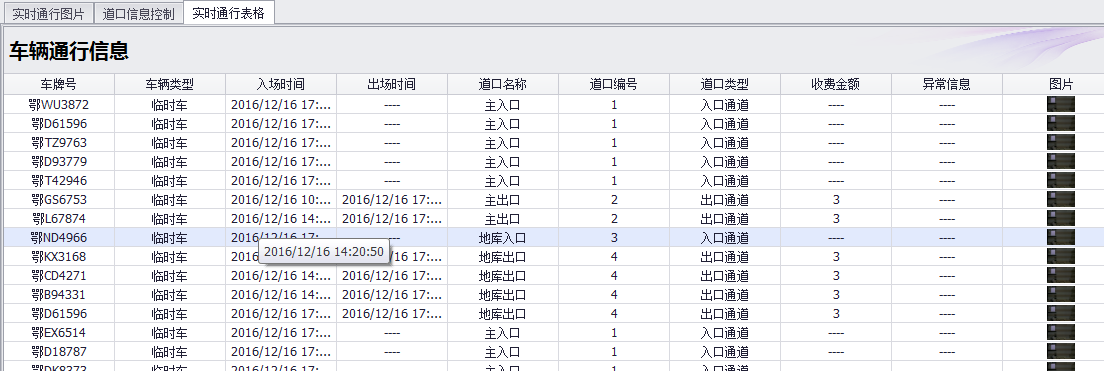 实时通行图片 道口信息控制 实时通行表格
车辆通行信息
车牌号 车辆类型 入场时间 出场时间 道口名称 道口编号 道口类型 收费金额 异常信息 图片
鄂WU3872 临时车 2016/12/16 17:... ---- 主入口 1 入口通道 ---- ----
鄂D61596 临时车 2016/12/16 17:... ---- 主入口 1 入口通道 ---- ----
鄂TZ9763 临时车 2016/12/16 17:... ---- 主入口 1 入口通道 ---- ----
鄂D93779 临时车 2016/12/16 17:... ---- 主入口 1 入口通道 ---- ----
鄂T42946 临时车 2016/12/16 17:... ---- 主入口 1 入口通道 ---- ----
鄂GS6753 临时车 2016/12/16 10:... 2016/12/16 17:... 主出口 2 出口通道 3 ----
鄂L67874 临时车 2016/12/16 14:... 2016/12/16 17:... 主出口 2 出口通道 3 ----
鄂ND4966 临时车 2016/12/16 17:... ---- 地库入口 3 入口通道 ---- ----
2016/12/16 14:20:50
鄂KX3168 临时车 /12/16 17:... 地库出口 4 出口通道 3 ----
鄂CD4271 临时车 2016/12/16 14:... 2016/12/16 17:... 地库出口 4 出口通道 3 ----
鄂B94331 临时车 2016/12/16 17:... 2016/12/16 17:... 地库出口 4 出口通道 3 ----
鄂D61596 临时车 2016/12/16 17:... 2016/12/16 17:... 地库出口 4 出口通道 3 ----
鄂EX6514 临时车 2016/12/16 17:... ---- 主入口 1 入口通道 ---- ----
鄂D18787 临时车 2016/12/16 17:... ---- 主入口 1 入口通道 ---- ----
鄂DK8373 临时车 2016/12/16 17:... ---- 主入口 1 入口通道 ---- ----